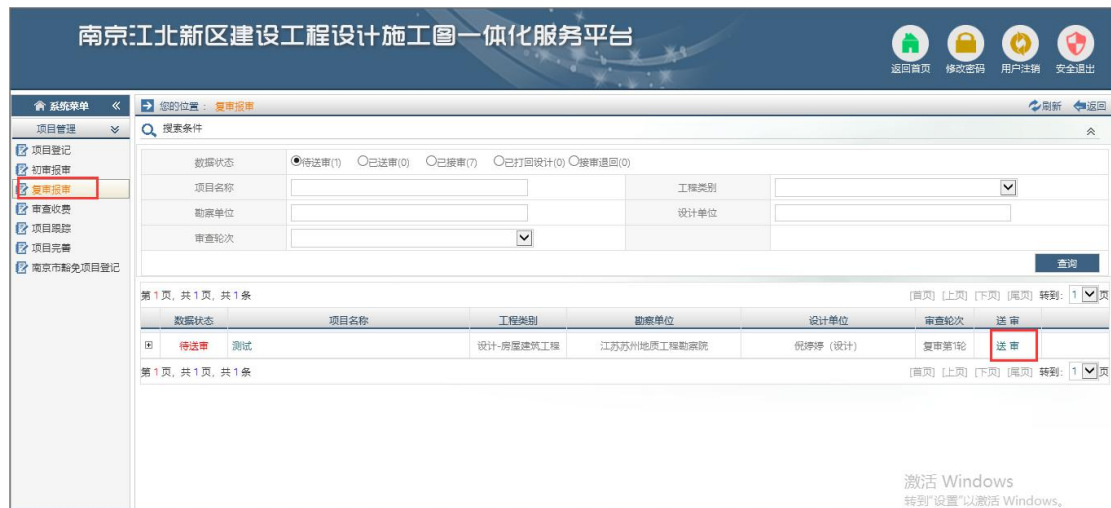 南京江北新区建设工程设计施工图一体化服务平台
返回首页 修改密码 用户注销 安全退出
系统菜单 《 您的位置： 复审报审 刷新 返回
项目管理 搜索条件
项目登记
初审报审
复审报审
审查收费
项目跟踪
项目完善
南京市豁免项目登记
数据状态 待送审(1) 已送审(0) 已接审(7) 已打回设计(0) 接审退回(0)
项目名称 工程类别
勘察单位 设计单位
审查轮次
查询
第1页, 共1页, 共1条 [首页] [上页] [下页] [尾页] 转到: 1 页
数据状态 项目名称 工程类别 勘察单位 设计单位 审查轮次 送 审
待送审 测试 设计-房屋建筑工程 江苏苏州地质工程勘察院 倪婷婷（设计） 复审第1轮 送 审
第1页, 共1页, 共1条 [首页] [上页] [下页] [尾页] 转到: 1 页
激活 Windows
转到"设置"以激活 Windows。